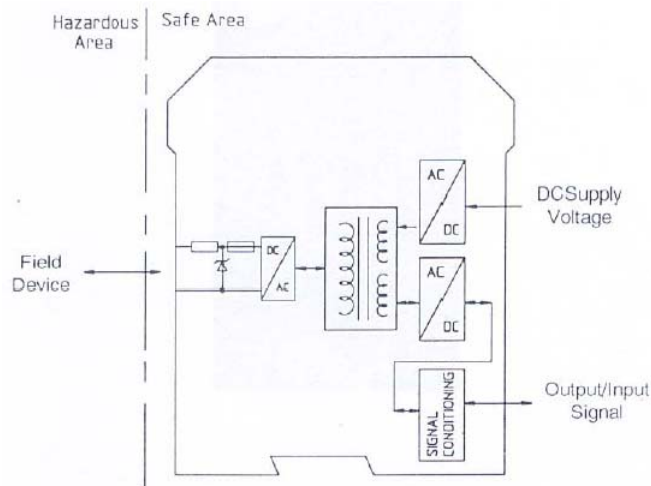 Hazardous
Area
Safe Area
AC
DC
DCSupply
Voltage
Field
Device
DC
AC
AC
DC
SIGNAL
CONDITIONING
Output/Input
Signal